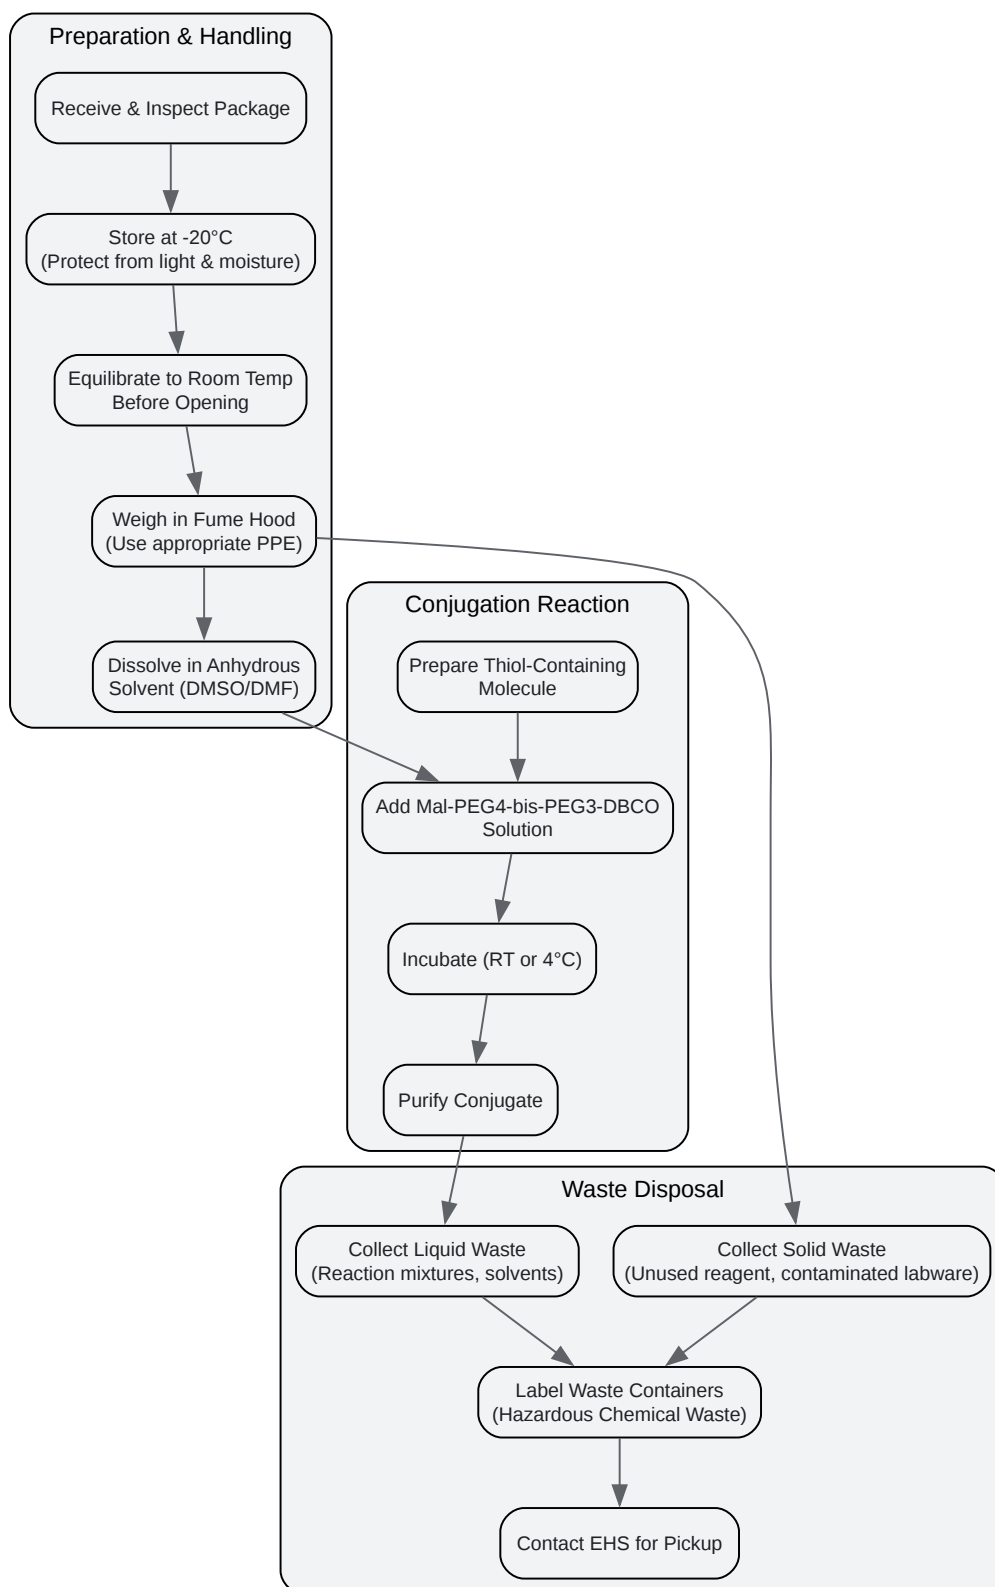 Preparation & Handling
Receive & Inspect Package
Store at -20°C
(Protect from light & moisture)
Equilibrate to Room Temp
Before Opening
Weigh in Fume Hood
(Use appropriate PPE)
Dissolve in Anhydrous
Solvent (DMSO/DMF)
Conjugation Reaction
Prepare Thiol-Containing
Molecule
Add Mal-PEG4-bis-PEG3-DBCO
Solution
Incubate (RT or 4°C)
Purify Conjugate
Waste Disposal
Collect Liquid Waste
(Reaction mixtures, solvents)
Collect Solid Waste
(Unused reagent, contaminated labware)
Label Waste Containers
(Hazardous Chemical Waste)
Contact EHS for Pickup